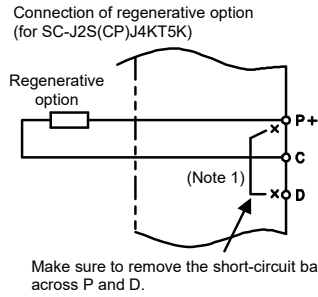 Connection of regenerative option
(for SC-J2S(CP)J4KT5K)
Regenerative
option
P+
C
(Note 1)
D
Make sure to remove the short-circuit ba
across P and D.